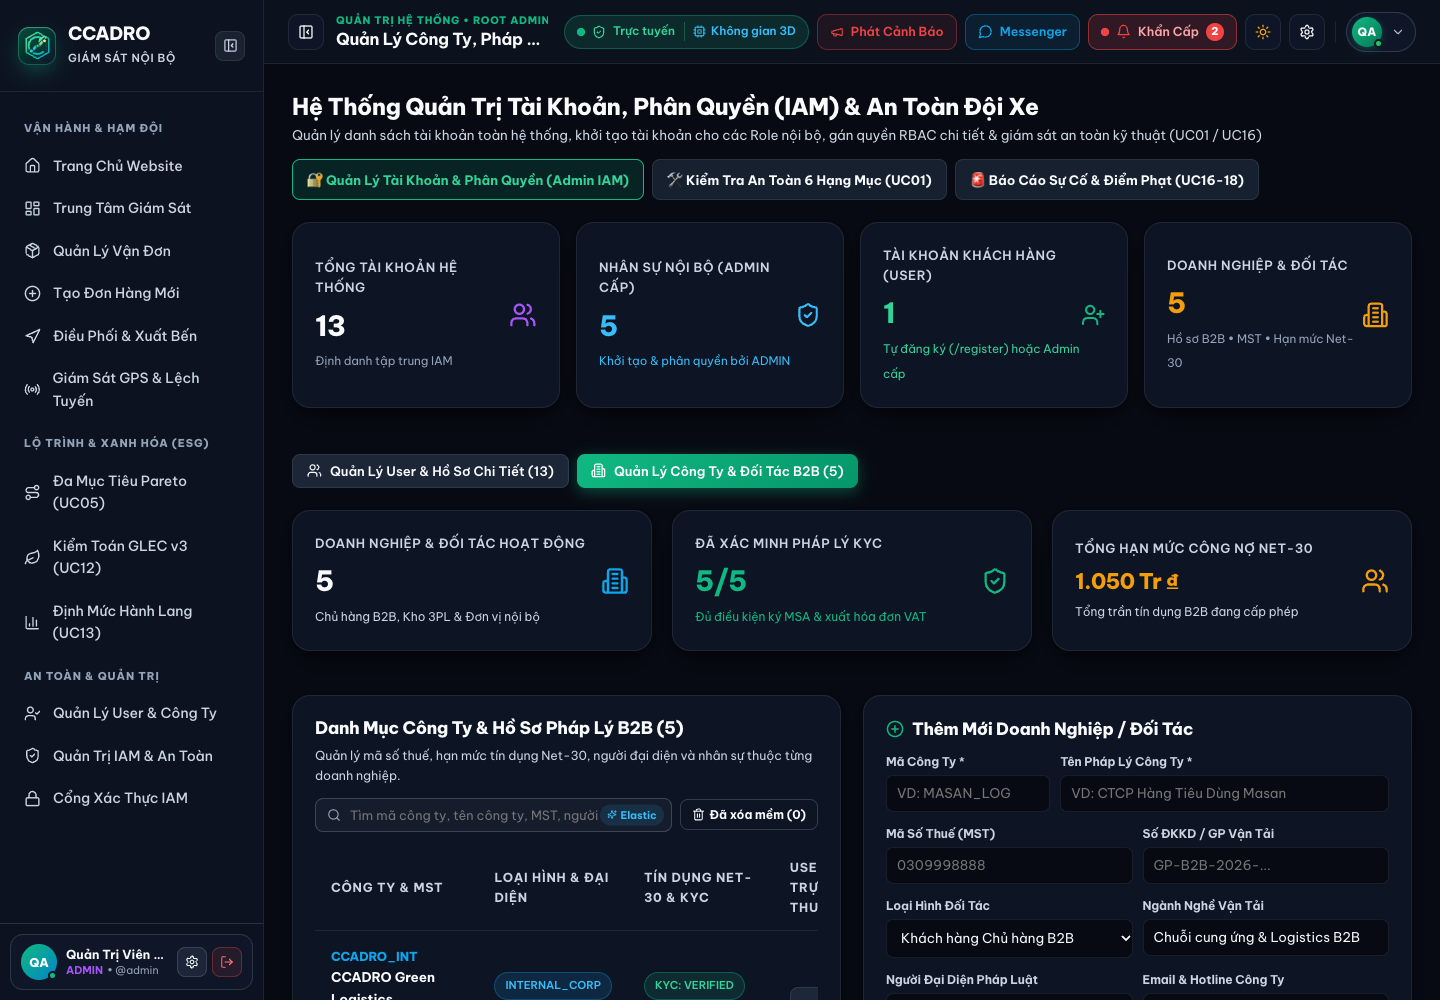 CCADRO
GIÁM SÁT NỘI BỘ
VẬN HÀNH & HẠM ĐỘI
Trang Chủ Website
Trung Tâm Giám Sát
Quản Lý Vận Đơn
Tạo Đơn Hàng Mới
Điều Phối & Xuất Bến
Giám Sát GPS & Lệch
Tuyến
LỘ TRÌNH & XANH HÓA (ESG)
Đa Mục Tiêu Pareto
(UC05)
Kiểm Toán GLEC v3
(UC12)
Định Mức Hành Lang
(UC13)
AN TOÀN & QUẢN TRỊ
Quản Lý User & Công Ty
Quản Trị IAM & An Toàn
Cổng Xác Thực IAM
QA
Quản Trị Viên ...
ADMIN • @admin
QUẢN TRỊ HỆ THỐNG • ROOT ADMIN
Quản Lý Công Ty, Pháp ...
Trực tuyến
Không gian 3D
Phát Cảnh Báo
Messenger
Khẩn Cấp 2
QA
Hệ Thống Quản Trị Tài Khoản, Phân Quyền (IAM) & An Toàn Đội Xe
Quản lý danh sách tài khoản toàn hệ thống, khởi tạo tài khoản cho các Role nội bộ, gán quyền RBAC chi tiết & giám sát an toàn kỹ thuật (UC01 / UC16)
Quản Lý Tài Khoản & Phân Quyền (Admin IAM)
Kiểm Tra An Toàn 6 Hạng Mục (UC01)
Báo Cáo Sự Cố & Điểm Phạt (UC16-18)
TỔNG TÀI KHOẢN HỆ
THỐNG
13
Định danh tập trung IAM
NHÂN SỰ NỘI BỘ (ADMIN
CẤP)
5
Khởi tạo & phân quyền bởi ADMIN
TÀI KHOẢN KHÁCH HÀNG
(USER)
1
Tự đăng ký (/register) hoặc Admin
cấp
DOANH NGHIỆP & ĐỐI TÁC
5
Hồ sơ B2B • MST • Hạn mức Net-
30
Quản Lý User & Hồ Sơ Chi Tiết (13)
Quản Lý Công Ty & Đối Tác B2B (5)
DOANH NGHIỆP & ĐỐI TÁC HOẠT ĐỘNG
5
Chủ hàng B2B, Kho 3PL & Đơn vị nội bộ
ĐÃ XÁC MINH PHÁP LÝ KYC
5/5
Đủ điều kiện ký MSA & xuất hóa đơn VAT
TỔNG HẠN MỨC CÔNG NỢ NET-30
1.050 Tr ₫
Tổng trần tín dụng B2B đang cấp phép
Danh Mục Công Ty & Hồ Sơ Pháp Lý B2B (5)
Quản lý mã số thuế, hạn mức tín dụng Net-30, người đại diện và nhân sự thuộc từng
doanh nghiệp.
Tìm mã công ty, tên công ty, MST, người
Elastic
Đã xóa mềm (0)
CÔNG TY & MST
LOẠI HÌNH & ĐẠI
DIỆN
TÍN DỤNG NET-
30 & KYC
USE
TRỰ
THU
CCADRO_INT
CCADRO Green
Logistics
INTERNAL_CORP
KYC: VERIFIED
Thêm Mới Doanh Nghiệp / Đối Tác
Mã Công Ty *
Tên Pháp Lý Công Ty *
VD: MASAN_LOG
VD: CTCP Hàng Tiêu Dùng Masan
Mã Số Thuế (MST)
Số ĐKKD / GP Vận Tải
0309998888
GP-B2B-2026-...
Loại Hình Đối Tác
Ngành Nghề Vận Tải
Khách hàng Chủ hàng B2B
Chuỗi cung ứng & Logistics B2B
Người Đại Diện Pháp Luật
Email & Hotline Công Ty